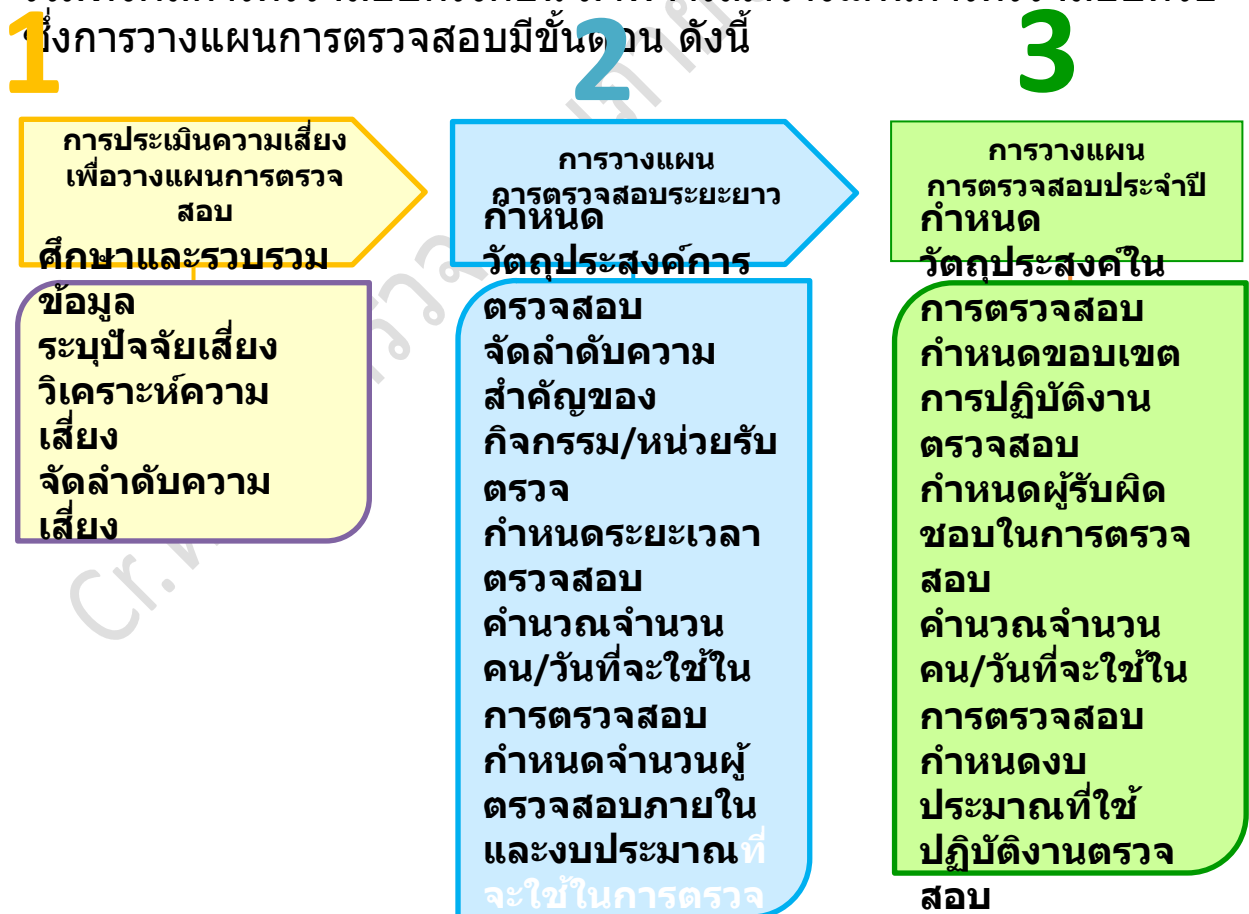 ซึ่งการวางแผนการตรวจสอบมีขั้นตอน ดังนี้
1
การประเมินความเสี่ยง
เพื่อวางแผนการตรวจ
สอบ
ศึกษาและรวบรวม
ข้อมูล
ระบุปัจจัยเสี่ยง
วิเคราะห์ความ
เสี่ยง
จัดลำดับความ
เสี่ยง
2
การวางแผน
การตรวจสอบระยะยาว
กำหนด
วัตถุประสงค์การ
ตรวจสอบ
จัดลำดับความ
สำคัญของ
กิจกรรม/หน่วยรับ
ตรวจ
กำหนดระยะเวลา
ตรวจสอบ
คำนวณจำนวน
คน/วันที่จะใช้ใน
การตรวจสอบ
กำหนดจำนวนผู้
ตรวจสอบภายใน
และงบประมาณที่
จะใช้ในการตรวจ
3
การวางแผน
การตรวจสอบประจำปี
กำหนด
วัตถุประสงค์ใน
การตรวจสอบ
กำหนดขอบเขต
การปฏิบัติงาน
ตรวจสอบ
กำหนดผู้รับผิด
ชอบในการตรวจ
สอบ
คำนวณจำนวน
คน/วันที่จะใช้ใน
การตรวจสอบ
กำหนดงบ
ประมาณที่ใช้
ปฏิบัติงานตรวจ
สอบ
Cr.